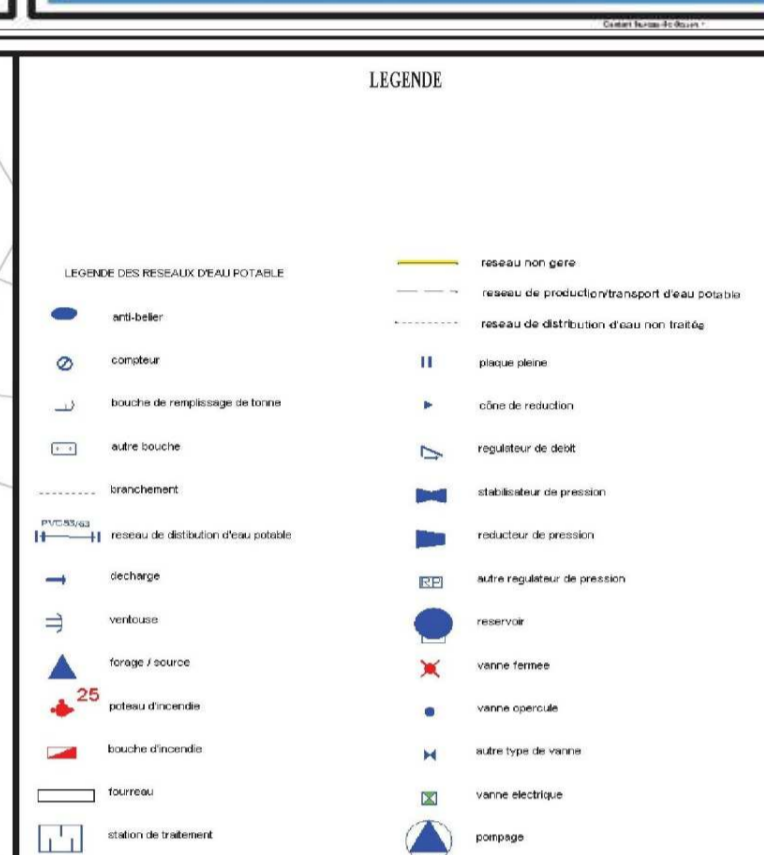 LEGENDE
LEGENDE DES RESEAUX D'EAU POTABLE
anti-belier
compteur
bouche de remplissage de tonne
autre bouche
branchement
PVC53/63
reseau de distibution d'eau potable
decharge
ventouse
forage / source
25
poteau d'incendie
bouche d'incendie
fourreau
station de traitement
reseau non gere
reseau de production/transport d'eau potable
reseau de distribution d'eau non traitée
plaque pleine
cône de reduction
regulateur de debit
stabilisateur de pression
reducteur de pression
RP
autre regulateur de pression
reservoir
vanne fermee
vanne opercule
autre type de vanne
vanne electrique
pompage